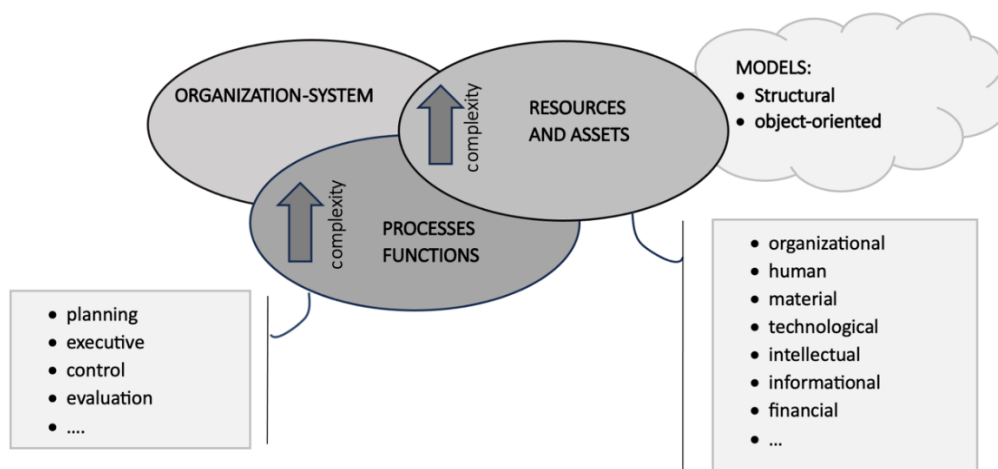 ORGANIZATION-SYSTEM
complexity
RESOURCES
AND ASSETS
MODELS:
• Structural
• object-oriented
complexity
PROCESSES
FUNCTIONS
• planning
• executive
• control
• evaluation
• ....
• organizational
• human
• material
• technological
• intellectual
• informational
• financial
• ...